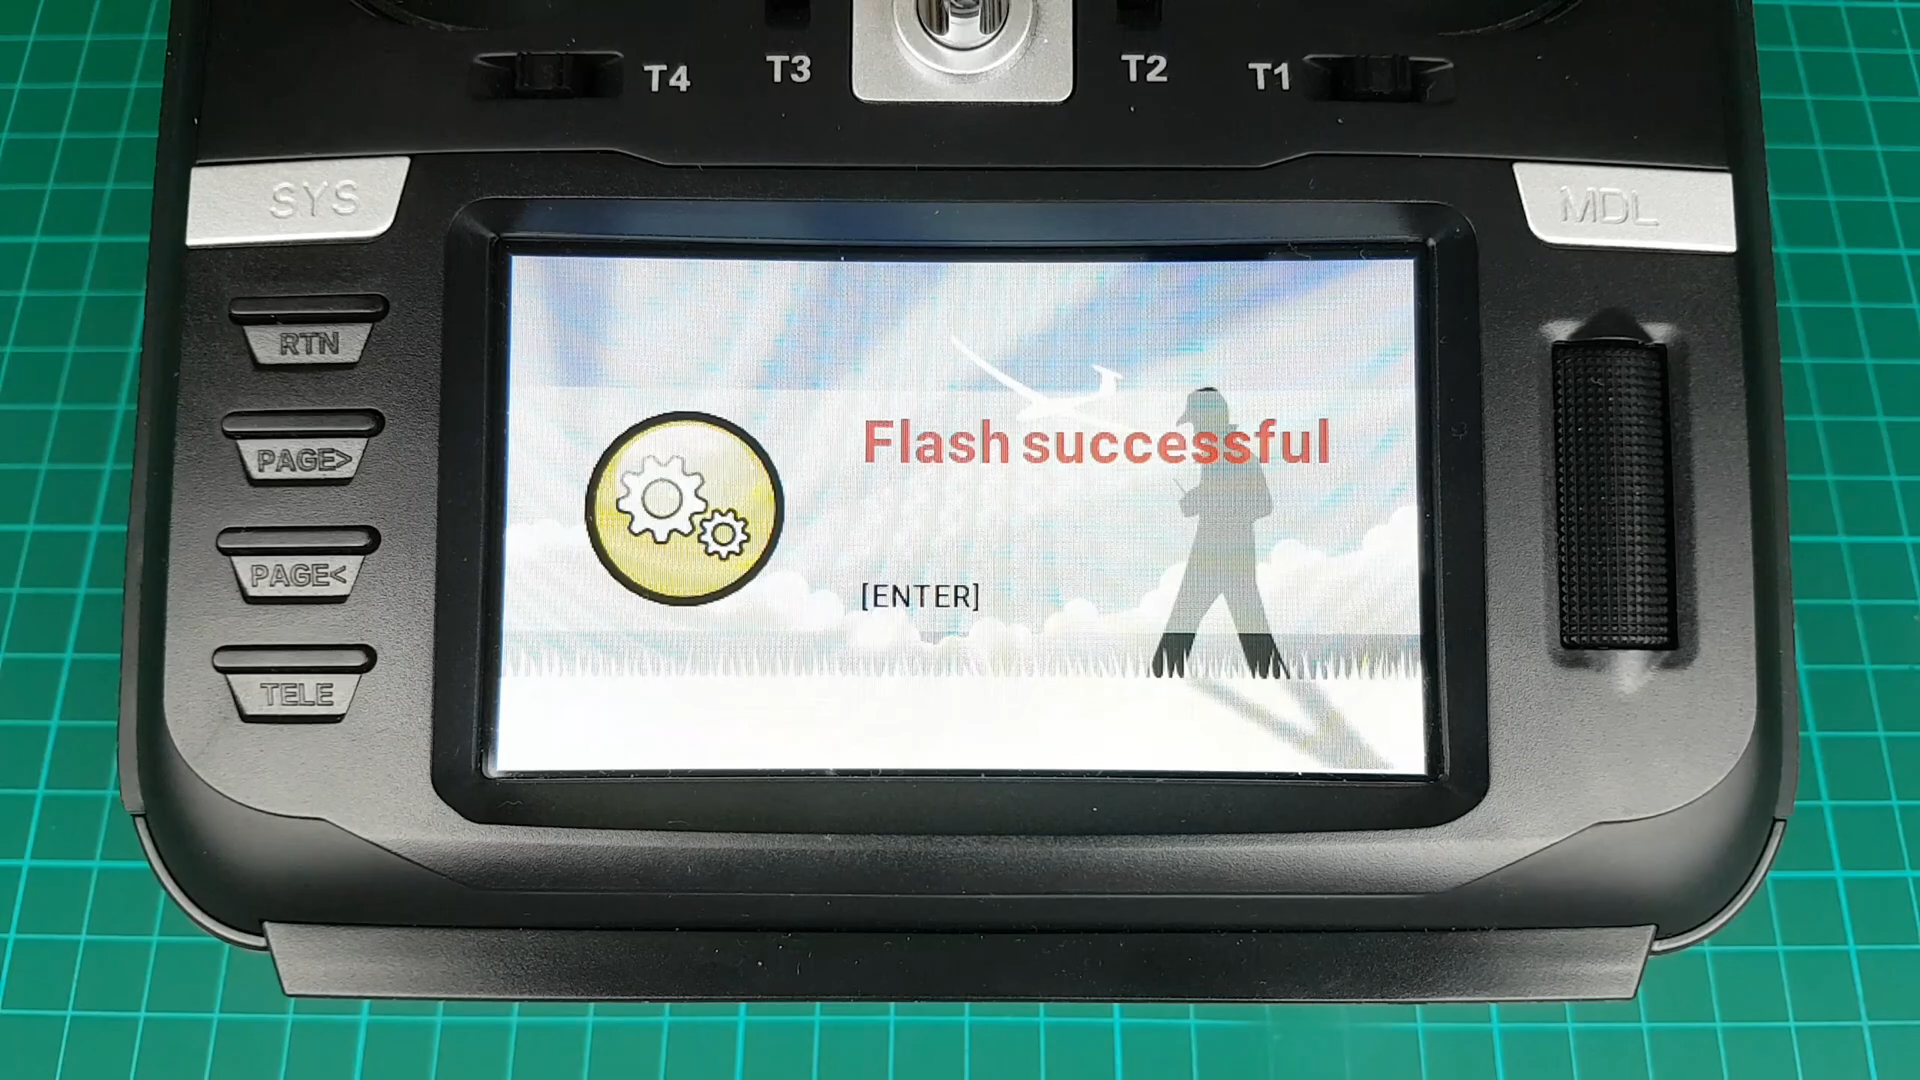 T4
T3
T2
T1
SYS
MDL
RTN
PAGE>
PAGE<
TELE
Flash successful
[ENTER]